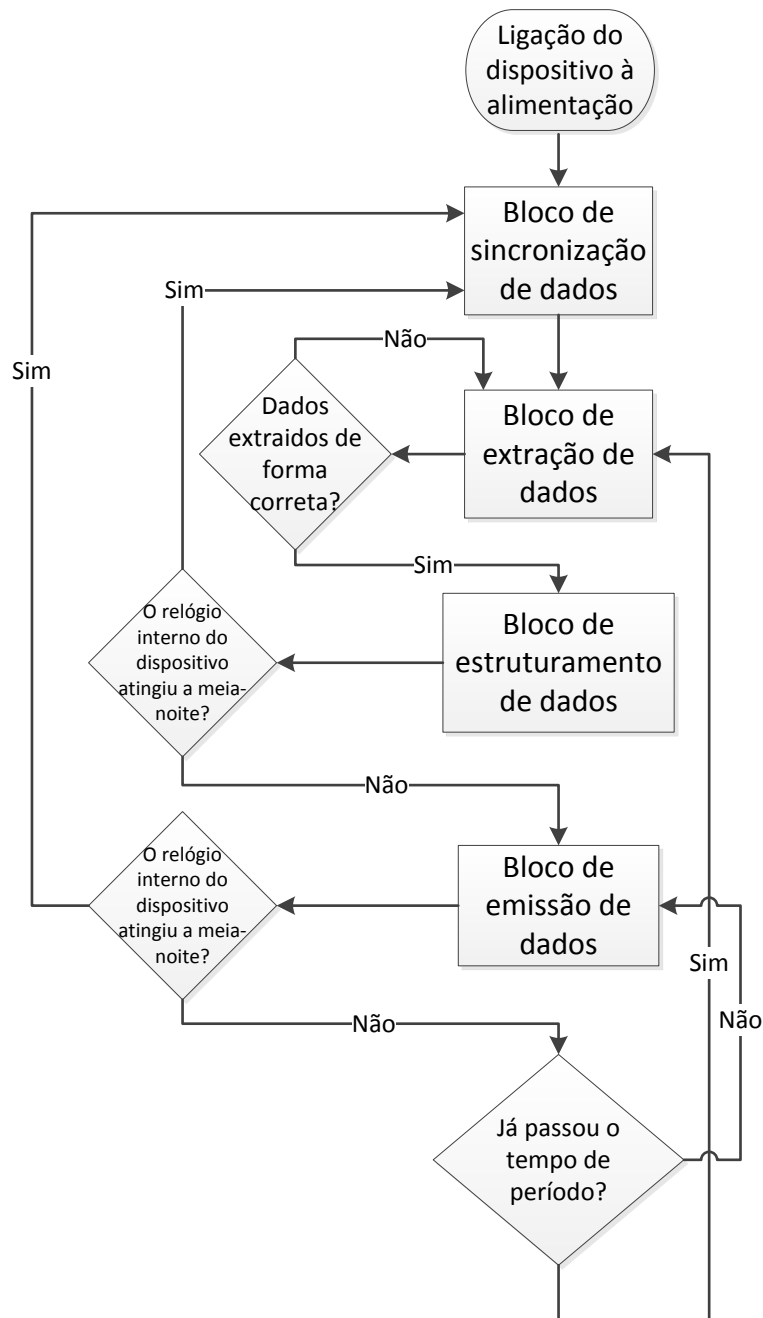 Ligação do
dispositivo à
alimentação
Bloco de
sincronização
de dados
Sim
Sim
Não
Dados
extraidos de
forma
correta?
Bloco de
extração de
dados
Sim
O relógio
interno do
dispositivo
atingiu a meia-
noite?
Bloco de
estruturamento
de dados
Não
O relógio
interno do
dispositivo
atingiu a meia-
noite?
Bloco de
emissão de
dados
Sim
Não
Não
Já passou o
tempo de
período?